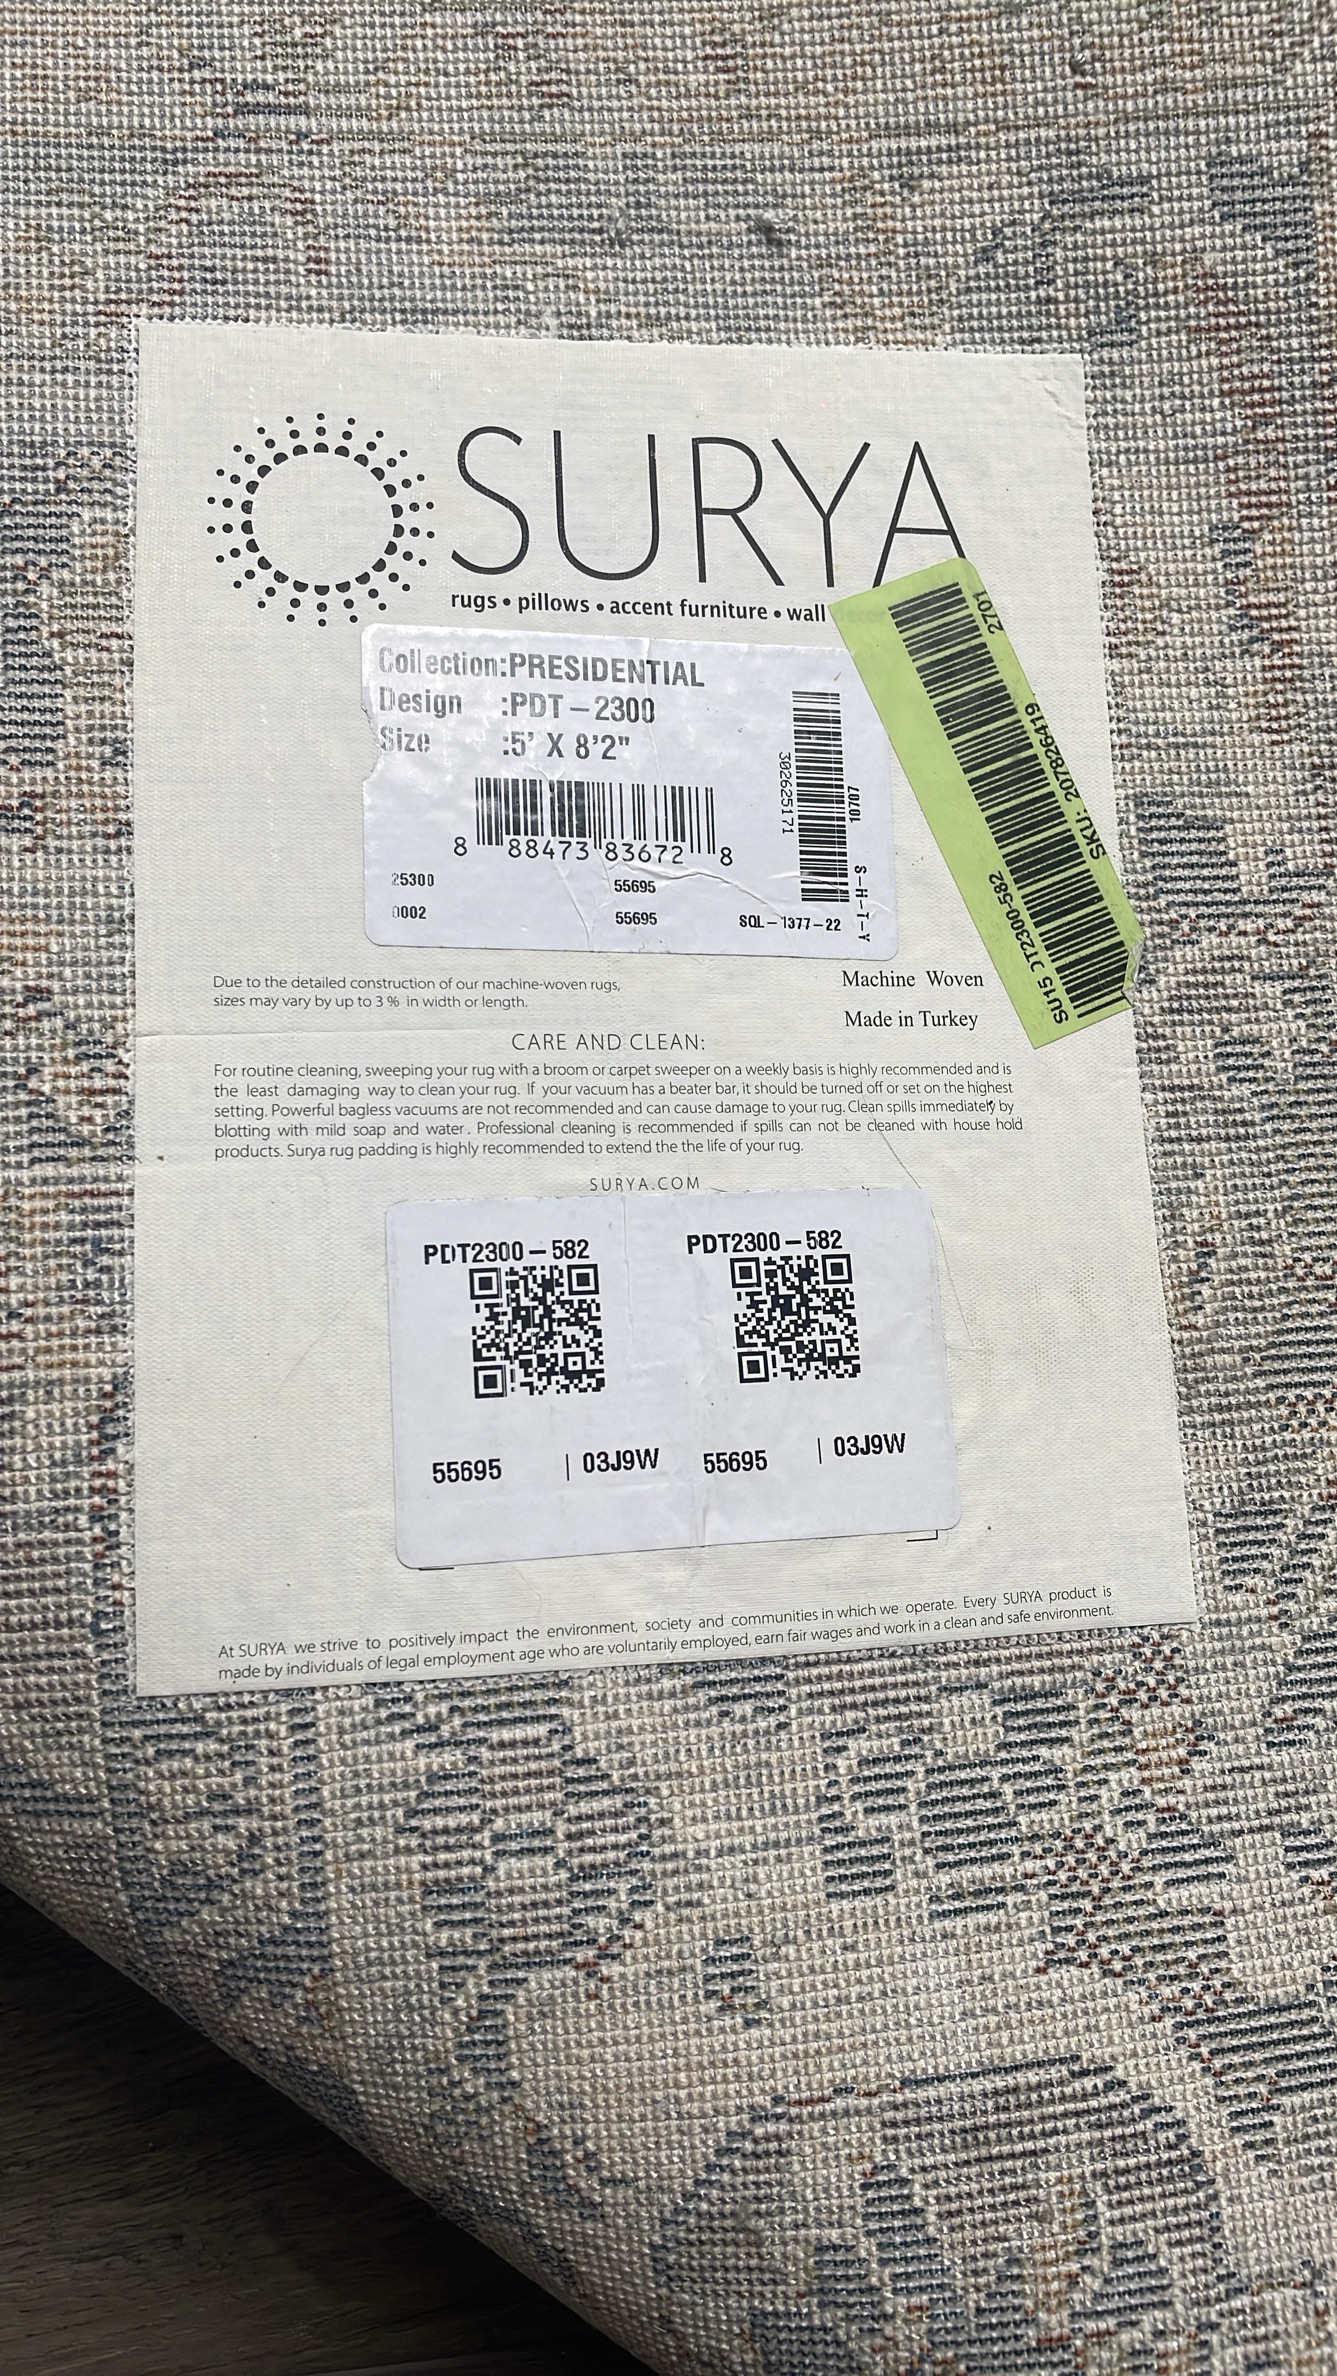 SURYA
rugs • pillows • accent furniture • wall
Collection:PRESIDENTIAL
Design :PDT-2300
Size :5' X 8'2"
8 88473 83672 8
25300 55695
0002 55695
SQL-1377-22
302625171
10707
S-H-T-Y
2701
SKU: 207826419
SU15 DT2300-582
Due to the detailed construction of our machine-woven rugs,
sizes may vary by up to 3 % in width or length.
Machine Woven
Made in Turkey
CARE AND CLEAN:
For routine cleaning, sweeping your rug with a broom or carpet sweeper on a weekly basis is highly recommended and is
the least damaging way to clean your rug. If your vacuum has a beater bar, it should be turned off or set on the highest
setting. Powerful bagless vacuums are not recommended and can cause damage to your rug. Clean spills immediately by
blotting with mild soap and water. Professional cleaning is recommended if spills can not be cleaned with house hold
products. Surya rug padding is highly recommended to extend the the life of your rug.
SURYA.COM
PDT2300-582 PDT2300-582
55695 | 03J9W 55695 | 03J9W
At SURYA we strive to positively impact the environment, society and communities in which we operate. Every SURYA product is
made by individuals of legal employment age who are voluntarily employed, earn fair wages and work in a clean and safe environment.